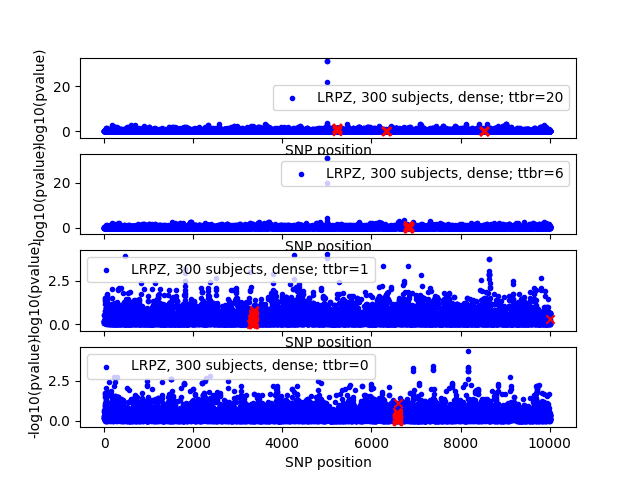 -log10(pvalue)
20
0
LRPZ, 300 subjects, dense; ttbr=20
SNP position
-log10(pvalue)
20
0
LRPZ, 300 subjects, dense; ttbr=6
SNP position
-log10(pvalue)
2.5
0.0
LRPZ, 300 subjects, dense; ttbr=1
SNP position
-log10(pvalue)
2.5
0.0
LRPZ, 300 subjects, dense; ttbr=0
0 2000 4000 6000 8000 10000
SNP position